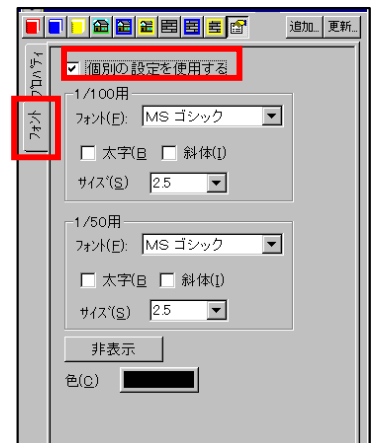 追加... 更新...
プロパティ
フォント
個別の設定を使用する
1/100用
フォント(F): MS ゴシック
太字(B 斜体(I)
サイズ(S) 2.5
1/50用
フォント(F): MS ゴシック
太字(B 斜体(I)
サイズ(S) 2.5
非表示
色(C)